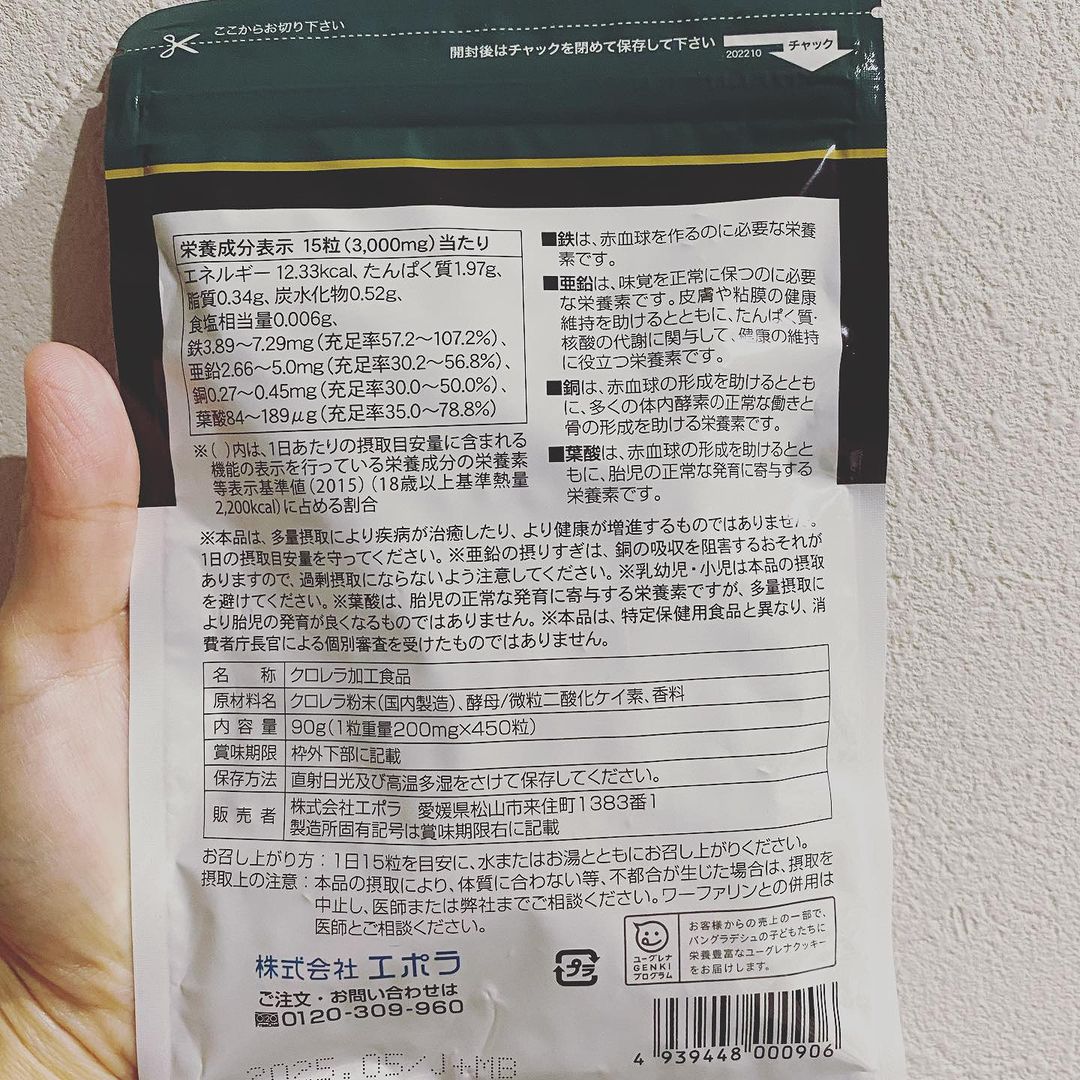 ここからお切り下さい
開封後はチャックを閉めて保存して下さい
202210
チャック
栄養成分表示 15粒(3,000mg)当たり
エネルギー 12.33kcal、たんぱく質1.97g、
脂質0.34g、炭水化物0.52g、
食塩相当量0.006g、
鉄3.89~7.29mg(充足率57.2~107.2%)、
亜鉛2.66~5.0mg(充足率30.2~56.8%)、
銅0.27~0.45mg(充足率30.0~50.0%)、
葉酸84~189μg(充足率35.0~78.8%)
※( )内は、1日あたりの摂取目安量に含まれる
機能の表示を行っている栄養成分の栄養素
等表示基準値(2015)(18歳以上基準熱量
2,200kcal)に占める割合
■鉄は、赤血球を作るのに必要な栄養
素です。
■亜鉛は、味覚を正常に保つのに必要
な栄養素です。皮膚や粘膜の健康
維持を助けるとともに、たんぱく質・
核酸の代謝に関与して、健康の維持
に役立つ栄養素です。
■銅は、赤血球の形成を助けるととも
に、多くの体内酵素の正常な働きと
骨の形成を助ける栄養素です。
■葉酸は、赤血球の形成を助けるとと
もに、胎児の正常な発育に寄与する
栄養素です。
※本品は、多量摂取により疾病が治癒したり、より健康が増進するものではありません。
1日の摂取目安量を守ってください。※亜鉛の摂りすぎは、銅の吸収を阻害するおそれが
ありますので、過剰摂取にならないよう注意してください。※乳幼児・小児は本品の摂取
を避けてください。※葉酸は、胎児の正常な発育に寄与する栄養素ですが、多量摂取に
より胎児の発育が良くなるものではありません。※本品は、特定保健用食品と異なり、消
費者庁長官による個別審査を受けたものではありません。
名 称 クロレラ加工食品
原材料名 クロレラ粉末(国内製造)、酵母/微粒二酸化ケイ素、香料
内容量 90g(1粒重量200mg×450粒)
賞味期限 枠外下部に記載
保存方法 直射日光及び高温多湿をさけて保存してください。
販売者 株式会社エポラ 愛媛県松山市来住町1383番1
製造所固有記号は賞味期限右に記載
お召し上がり方：1日15粒を目安に、水またはお湯とともにお召し上がりください。
摂取上の注意：本品の摂取により、体質に合わない等、不都合が生じた場合は、摂取を
中止し、医師または弊社までご相談ください。ワーファリンとの併用は
医師とご相談ください。
株式会社 エポラ
ご注文・お問い合わせは
0120-309-960
プラ
ユーグレナ
GENKI
プログラム
お客様からの売上の一部で、
バングラデシュの子どもたちに
栄養豊富なユーグレナクッキー
をお届けします。
4 939448 000906
2025.05/J+MB